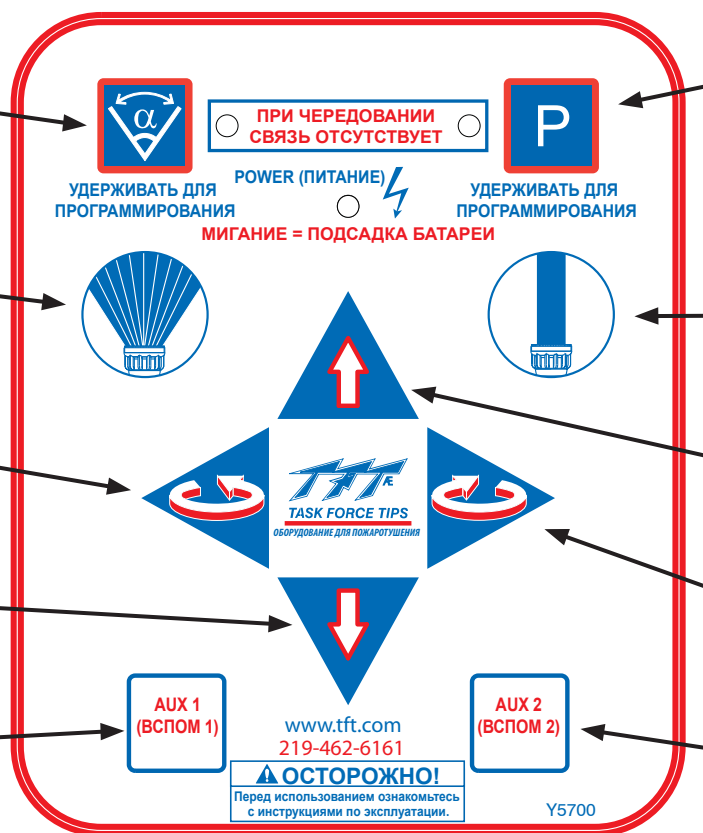 α
ПРИ ЧЕРЕДОВАНИИ
СВЯЗЬ ОТСУТСТВУЕТ
P
УДЕРЖИВАТЬ ДЛЯ
ПРОГРАММИРОВАНИЯ
POWER (ПИТАНИЕ)
УДЕРЖИВАТЬ ДЛЯ
ПРОГРАММИРОВАНИЯ
МИГАНИЕ = ПОДСАДКА БАТАРЕИ
TFT Æ
TASK FORCE TIPS
ОБОРУДОВАНИЕ ДЛЯ ПОЖАРОТУШЕНИЯ
AUX 1
(ВСПОМ 1)
AUX 2
(ВСПОМ 2)
www.tft.com
219-462-6161
ОСТОРОЖНО!
Перед использованием ознакомьтесь
с инструкциями по эксплуатации.
Y5700